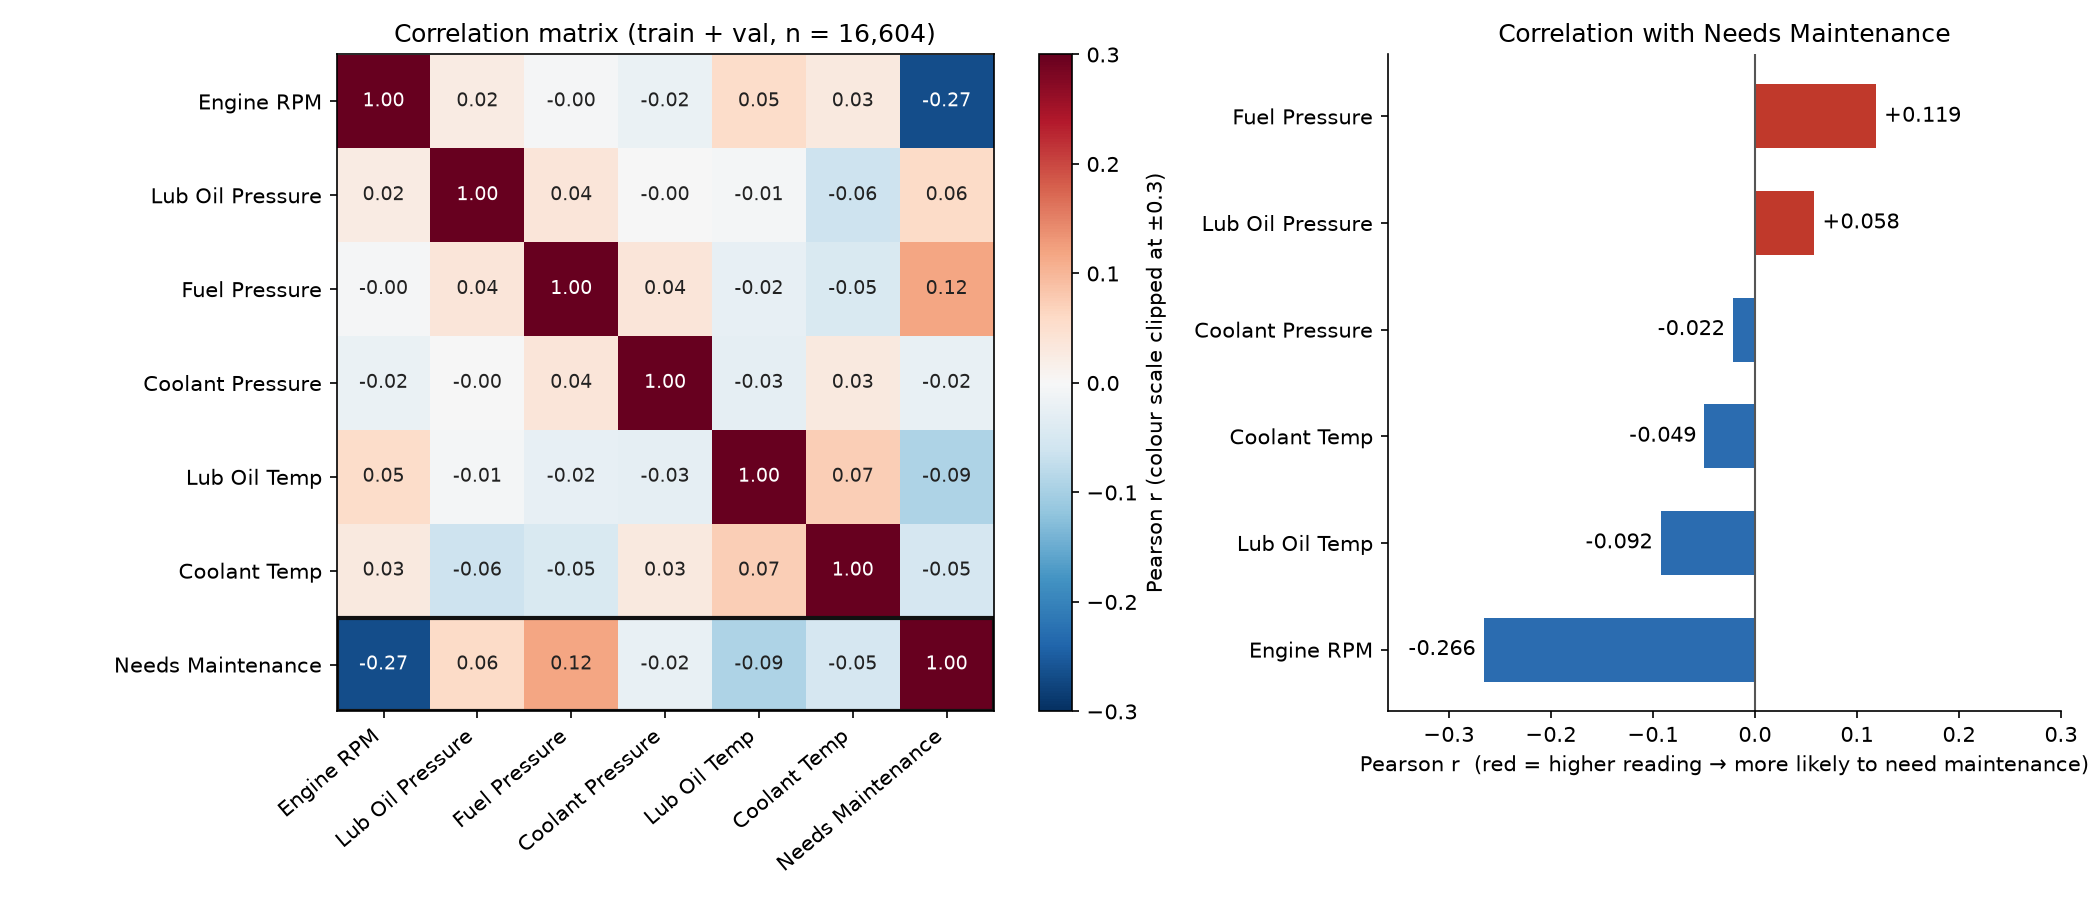 Correlation matrix (train + val, n = 16,604)
Engine RPM 1.00 0.02 -0.00 -0.02 0.05 0.03 -0.27
Lub Oil Pressure 0.02 1.00 0.04 -0.00 -0.01 -0.06 0.06
Fuel Pressure -0.00 0.04 1.00 0.04 -0.02 -0.05 0.12
Coolant Pressure -0.02 -0.00 0.04 1.00 -0.03 0.03 -0.02
Lub Oil Temp 0.05 -0.01 -0.02 -0.03 1.00 0.07 -0.09
Coolant Temp 0.03 -0.06 -0.05 0.03 0.07 1.00 -0.05
Needs Maintenance -0.27 0.06 0.12 -0.02 -0.09 -0.05 1.00
Engine RPM
Lub Oil Pressure
Fuel Pressure
Coolant Pressure
Lub Oil Temp
Coolant Temp
Needs Maintenance
0.3
0.2
0.1
0.0
−0.1
−0.2
−0.3
Pearson r (colour scale clipped at ±0.3)
Correlation with Needs Maintenance
Fuel Pressure +0.119
Lub Oil Pressure +0.058
Coolant Pressure -0.022
Coolant Temp -0.049
Lub Oil Temp -0.092
Engine RPM -0.266
−0.3 −0.2 −0.1 0.0 0.1 0.2 0.3
Pearson r (red = higher reading → more likely to need maintenance)